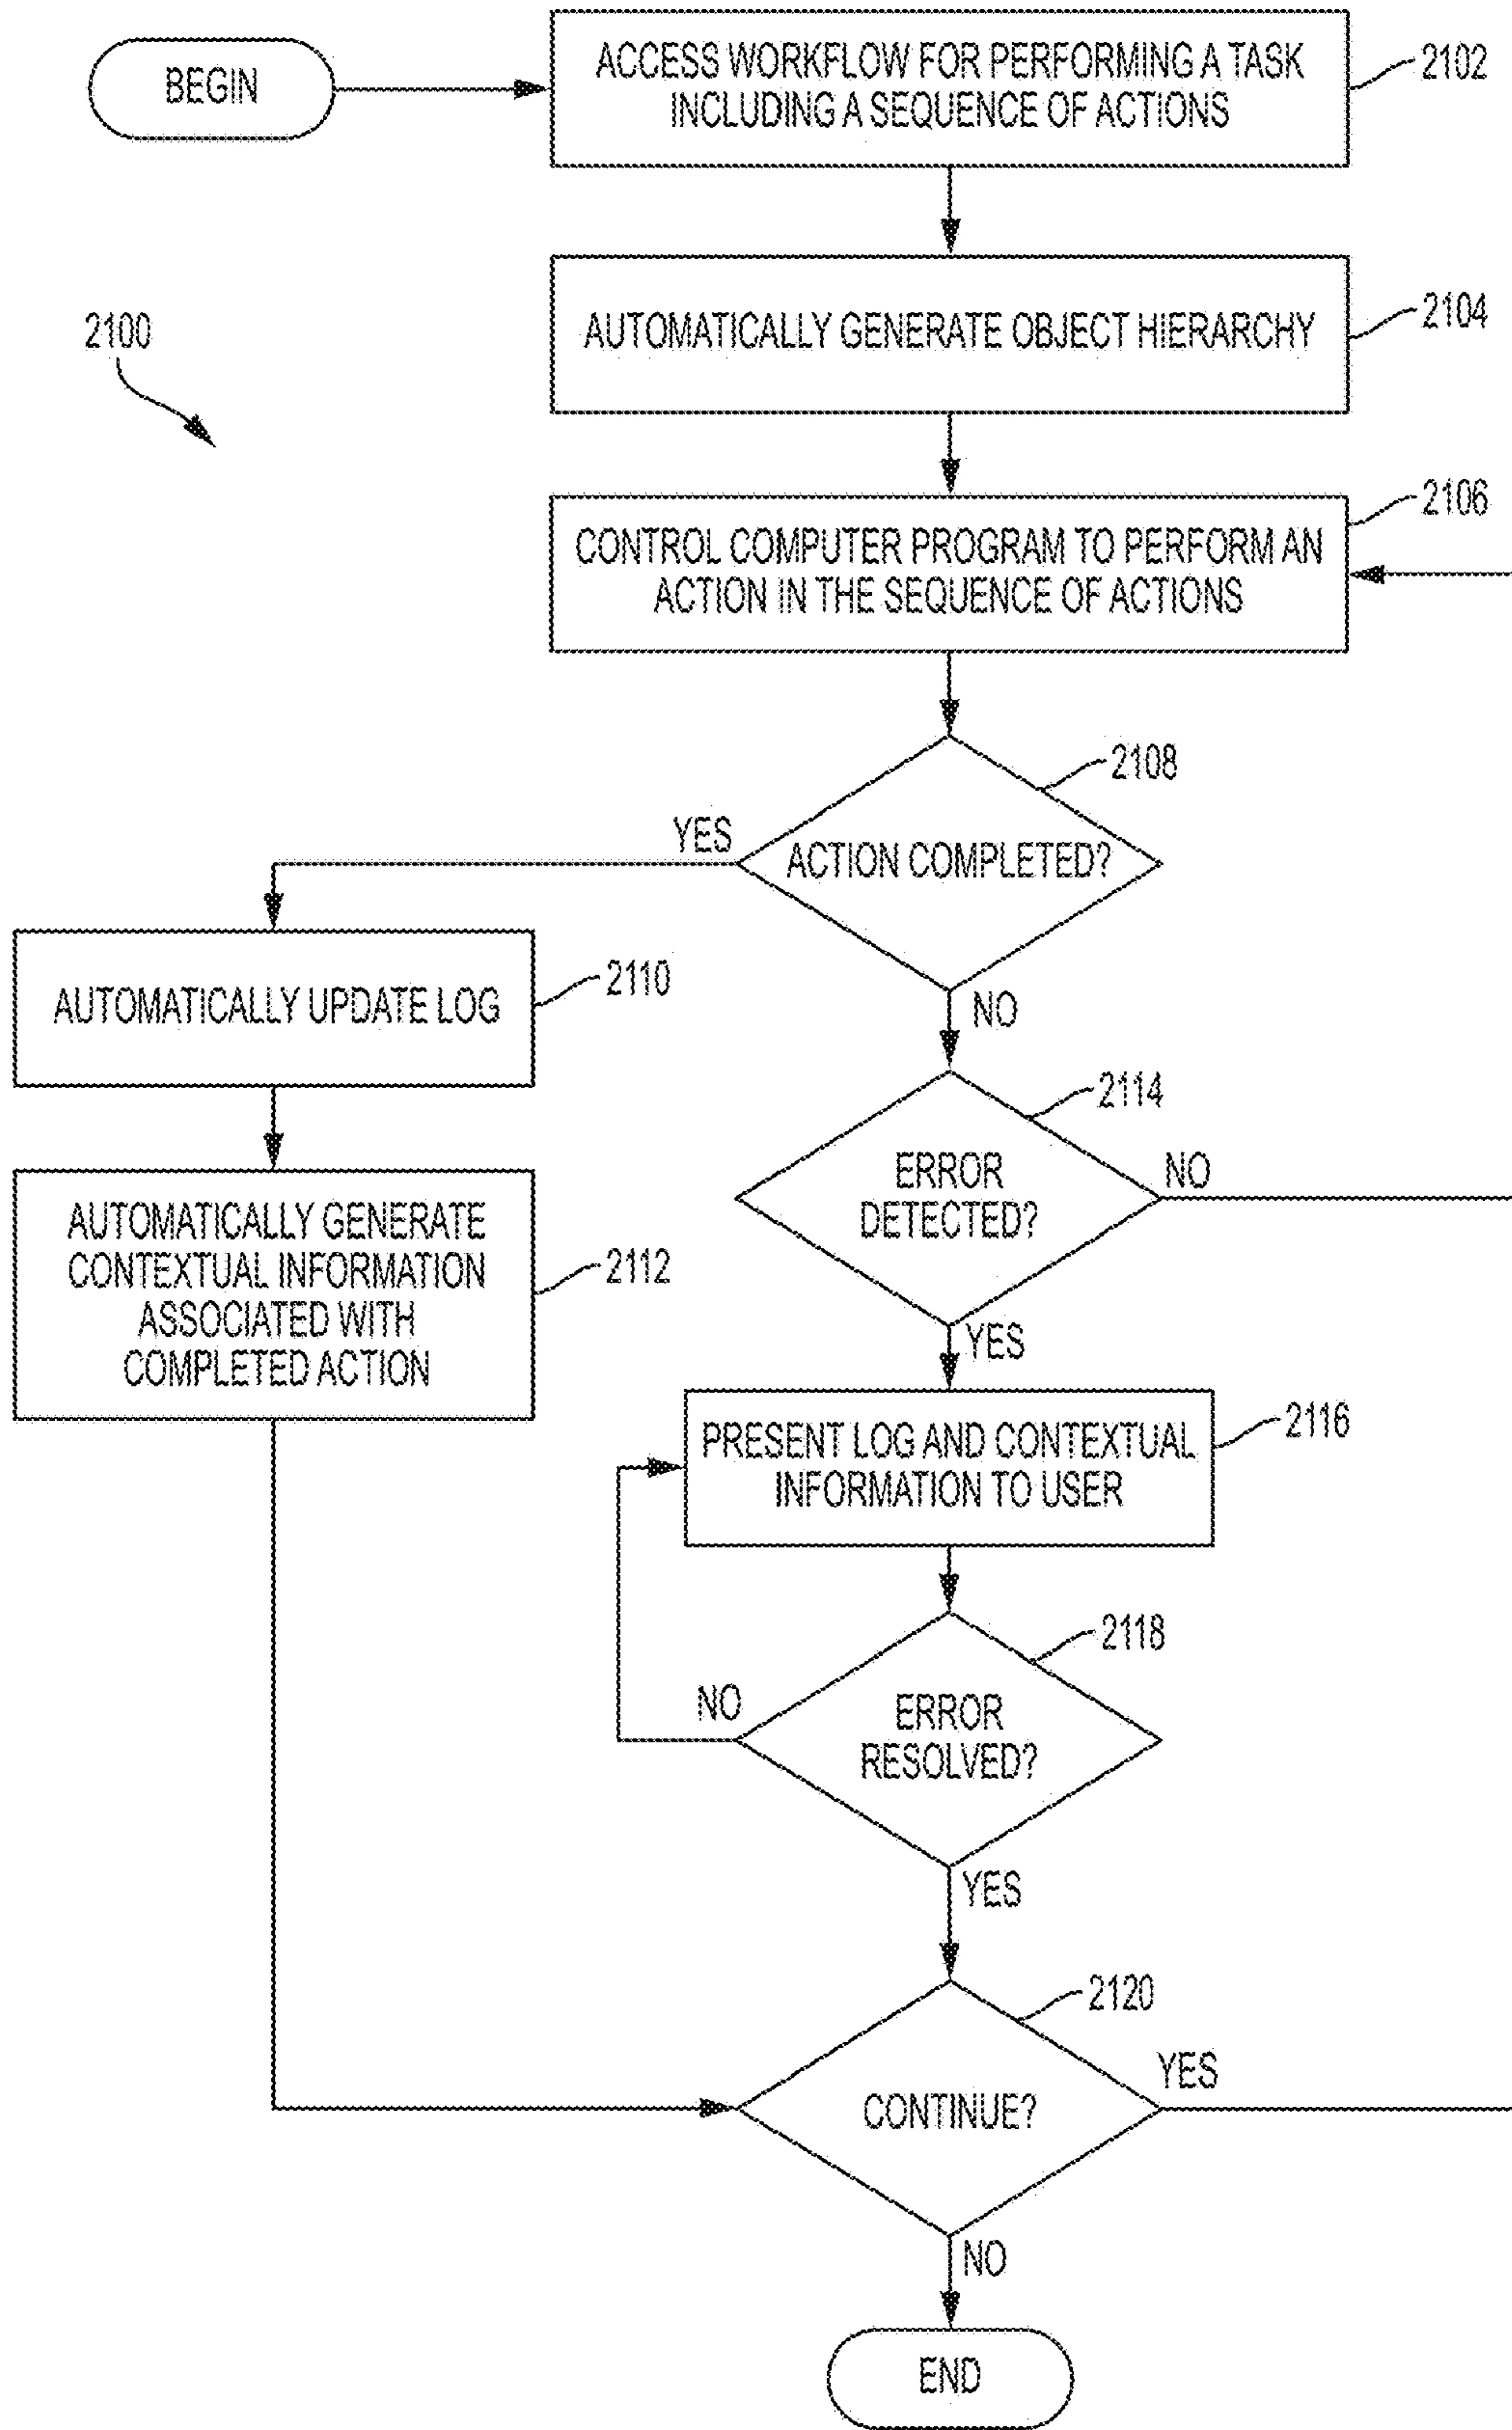 BEGIN
ACCESS WORKFLOW FOR PERFORMING A TASK
INCLUDING A SEQUENCE OF ACTIONS
2102
AUTOMATICALLY GENERATE OBJECT HIERARCHY
2104
2100
CONTROL COMPUTER PROGRAM TO PERFORM AN
ACTION IN THE SEQUENCE OF ACTIONS
2106
ACTION COMPLETED?
2108
YES
NO
AUTOMATICALLY UPDATE LOG
2110
AUTOMATICALLY GENERATE
CONTEXTUAL INFORMATION
ASSOCIATED WITH
COMPLETED ACTION
2112
ERROR
DETECTED?
2114
NO
YES
PRESENT LOG AND CONTEXTUAL
INFORMATION TO USER
2116
ERROR
RESOLVED?
2118
NO
YES
CONTINUE?
2120
YES
NO
END